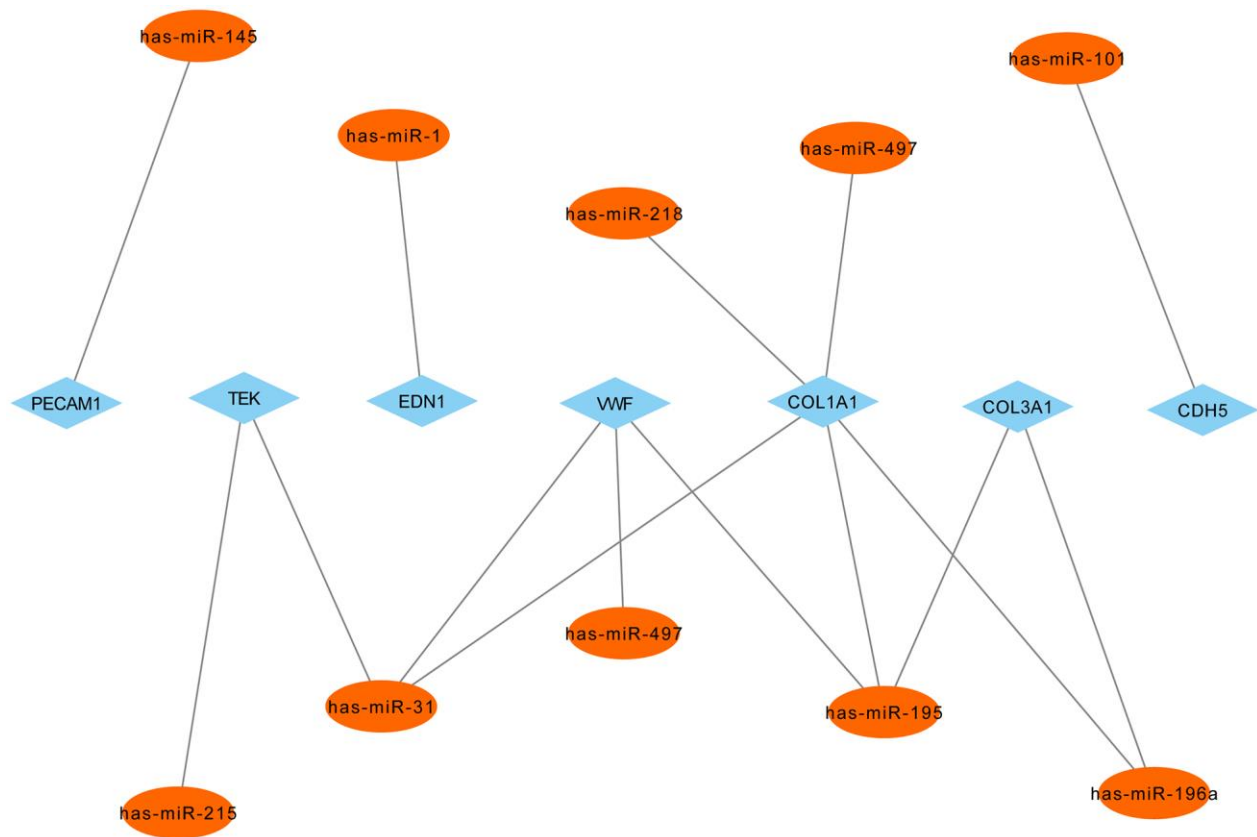 has-miR-145
has-miR-101
has-miR-1
has-miR-497
has-miR-218
PECAM1
TEK
EDN1
VWF
COL1A1
COL3A1
CDH5
has-miR-497
has-miR-31
has-miR-195
has-miR-196a
has-miR-215